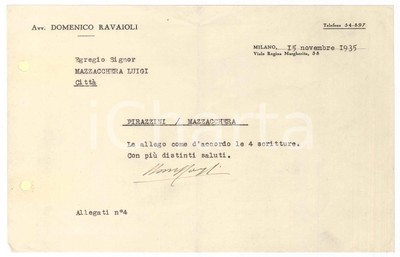 Avv. DOMENICO RAVAIOLI
Telefono 54-897
MILANO, 15 novembre 1935
Viale Regina Margherita,
Egregio Signor
MAZZACCHERA LUIGI
Città
PIRAZZINI / MAZZACCHERA
Le allego come d'accordo le 4 scritture.
Con più distinti saluti.
Allegati n°4
iCharta